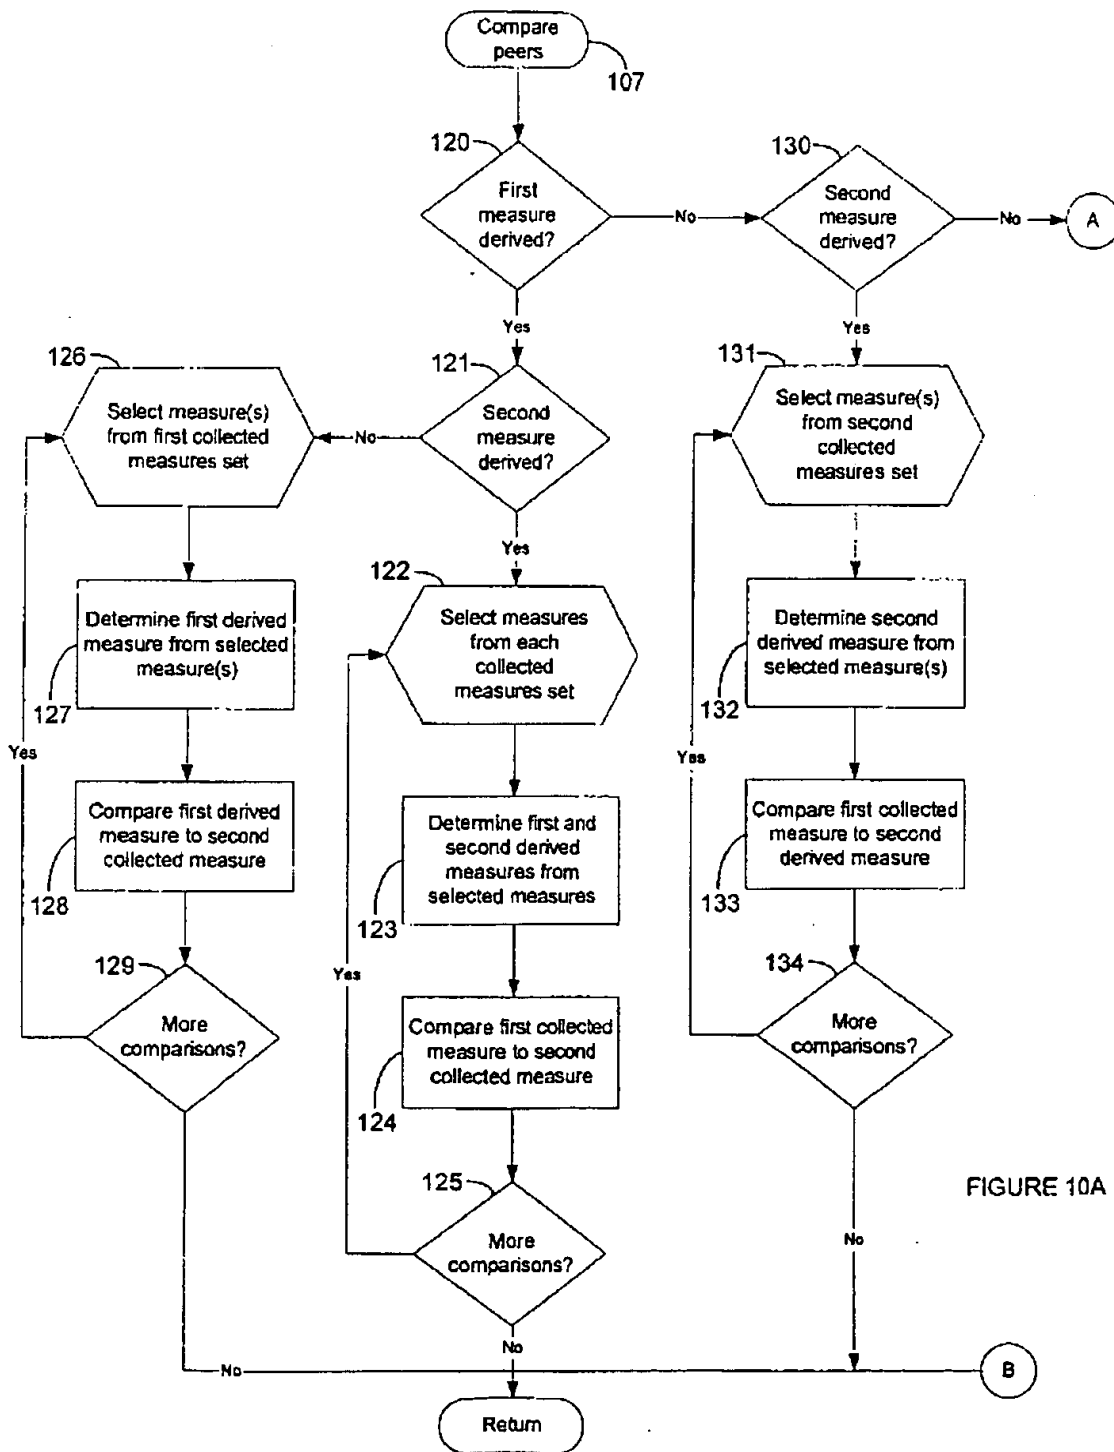 Compare
peers
107
120
First
measure
derived?
No
130
Second
measure
derived?
No
A
Yes
Yes
126
Select measure(s)
from first collected
measures set
No
121
Second
measure
derived?
131
Select measure(s)
from second
collected
measures set
Yes
122
Select measures
from each
collected
measures set
Determine first derived
measure from selected
measure(s)
127
Determine second
derived measure from
selected measure(s)
132
Yes
Yes
Compare first derived
measure to second
collected measure
128
Determine first and
second derived
measures from
selected measures
123
Compare first collected
measure to second
derived measure
133
129
More
comparisons?
Yes
Compare first collected
measure to second
collected measure
124
134
More
comparisons?
125
More
comparisons?
FIGURE 10A
No
No
No
B
Return